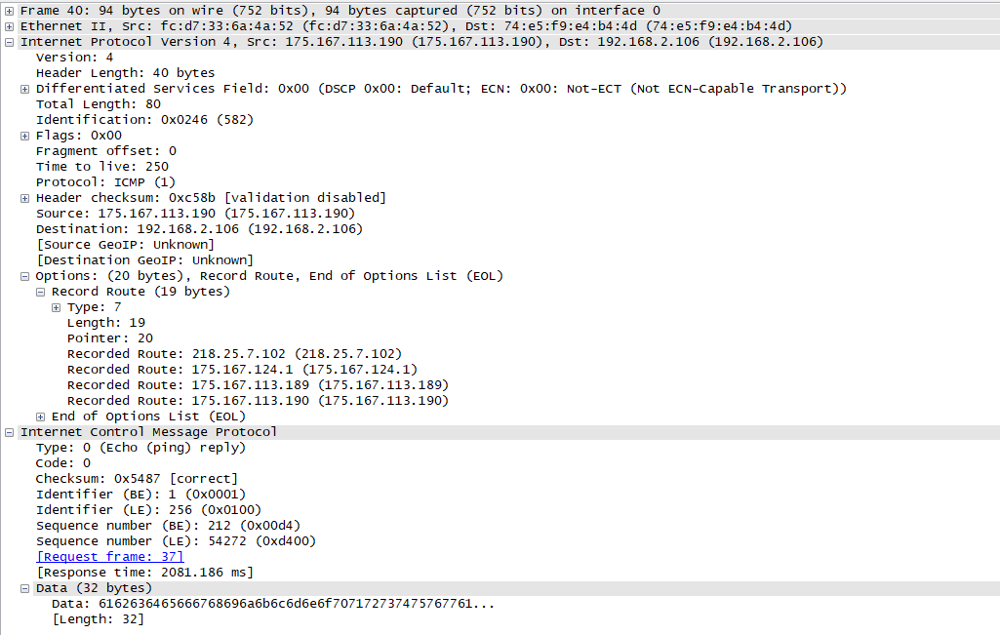 Frame 40: 94 bytes on wire (752 bits), 94 bytes captured (752 bits) on interface 0
Ethernet II, Src: fc:d7:33:6a:4a:52 (fc:d7:33:6a:4a:52), Dst: 74:e5:f9:e4:b4:4d (74:e5:f9:e4:b4:4d)
Internet Protocol Version 4, Src: 175.167.113.190 (175.167.113.190), Dst: 192.168.2.106 (192.168.2.106)
Version: 4
Header Length: 40 bytes
Differentiated Services Field: 0x00 (DSCP 0x00: Default; ECN: 0x00: Not-ECT (Not ECN-Capable Transport))
Total Length: 80
Identification: 0x0246 (582)
Flags: 0x00
Fragment offset: 0
Time to live: 250
Protocol: ICMP (1)
Header checksum: 0xc58b [validation disabled]
Source: 175.167.113.190 (175.167.113.190)
Destination: 192.168.2.106 (192.168.2.106)
[Source GeoIP: Unknown]
[Destination GeoIP: Unknown]
Options: (20 bytes), Record Route, End of Options List (EOL)
Record Route (19 bytes)
Type: 7
Length: 19
Pointer: 20
Recorded Route: 218.25.7.102 (218.25.7.102)
Recorded Route: 175.167.124.1 (175.167.124.1)
Recorded Route: 175.167.113.189 (175.167.113.189)
Recorded Route: 175.167.113.190 (175.167.113.190)
End of Options List (EOL)
Internet Control Message Protocol
Type: 0 (Echo (ping) reply)
Code: 0
Checksum: 0x5487 [correct]
Identifier (BE): 1 (0x0001)
Identifier (LE): 256 (0x0100)
Sequence number (BE): 212 (0x00d4)
Sequence number (LE): 54272 (0xd400)
[Request frame: 37]
[Response time: 2081.186 ms]
Data (32 bytes)
Data: 6162636465666768696a6b6c6d6e6f707172737475767761...
[Length: 32]